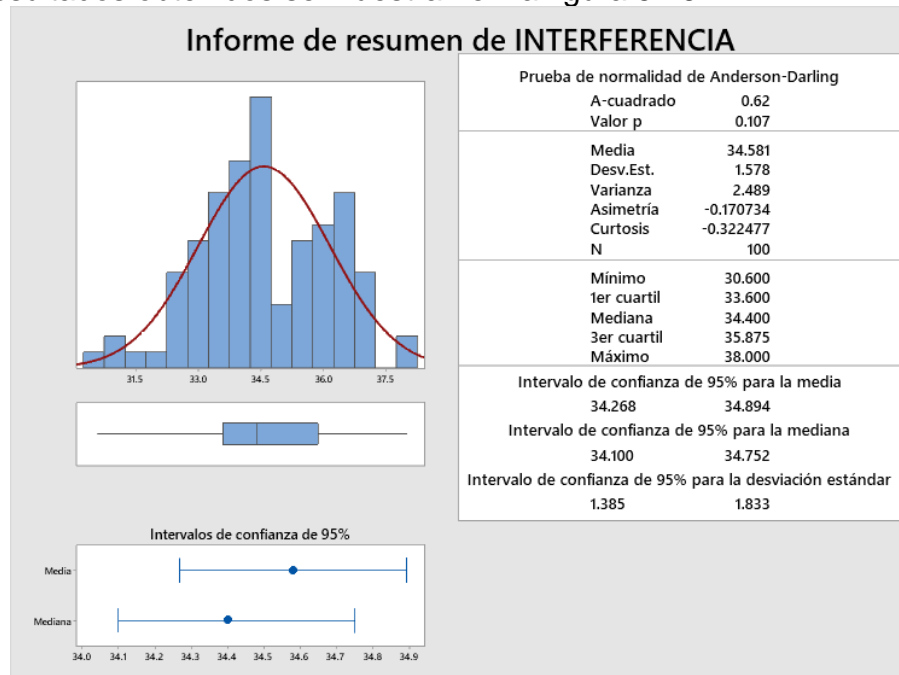 Informe de resumen de INTERFERENCIA
Prueba de normalidad de Anderson-Darling
A-cuadrado 0.62
Valor p 0.107
Media 34.581
Desv.Est. 1.578
Varianza 2.489
Asimetría -0.170734
Curtosis -0.322477
N 100
Mínimo 30.600
1er cuartil 33.600
Mediana 34.400
3er cuartil 35.875
Máximo 38.000
Intervalo de confianza de 95% para la media
34.268 34.894
Intervalo de confianza de 95% para la mediana
34.100 34.752
Intervalo de confianza de 95% para la desviación estándar
1.385 1.833
31.5 33.0 34.5 36.0 37.5
Intervalos de confianza de 95%
Media
Mediana
34.0 34.1 34.2 34.3 34.4 34.5 34.6 34.7 34.8 34.9